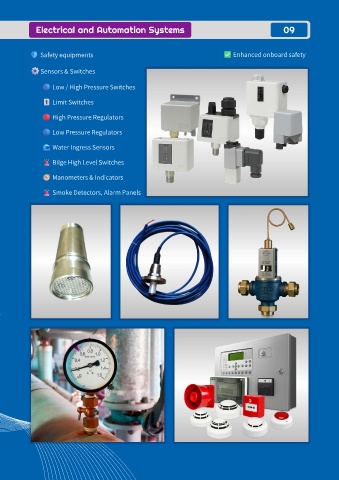 Electrical and Automation Systems
09
Safety equipments
Enhanced onboard safety
Sensors & Switches
Low / High Pressure Switches
Limit Switches
High Pressure Regulators
Low Pressure Regulators
Water Ingress Sensors
Bilge High Level Switches
Manometers & Indicators
Smoke Detectors, Alarm Panels